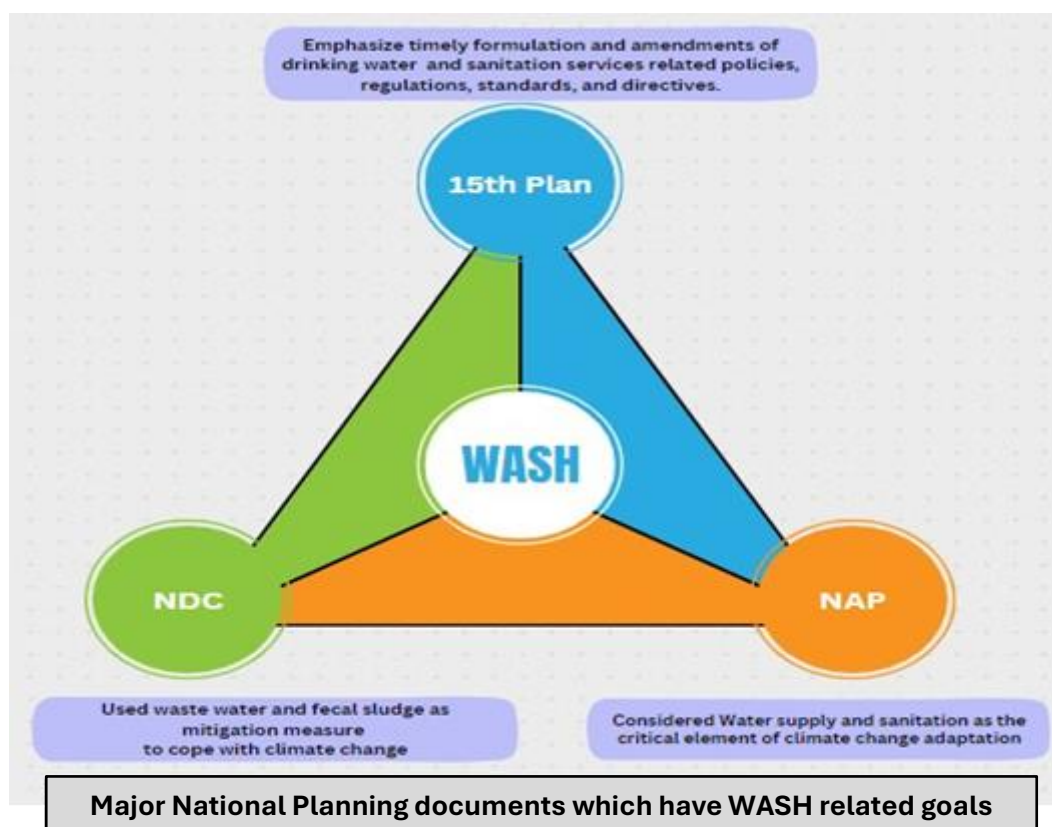 Emphasize timely formulation and amendments of
drinking water and sanitation services related policies,
regulations, standards, and directives.
15th Plan
WASH
NDC
NAP
Used waste water and fecal sludge as
mitigation measure
to cope with climate change
Considered Water supply and sanitation as the
critical element of climate change adaptation
Major National Planning documents which have WASH related goals